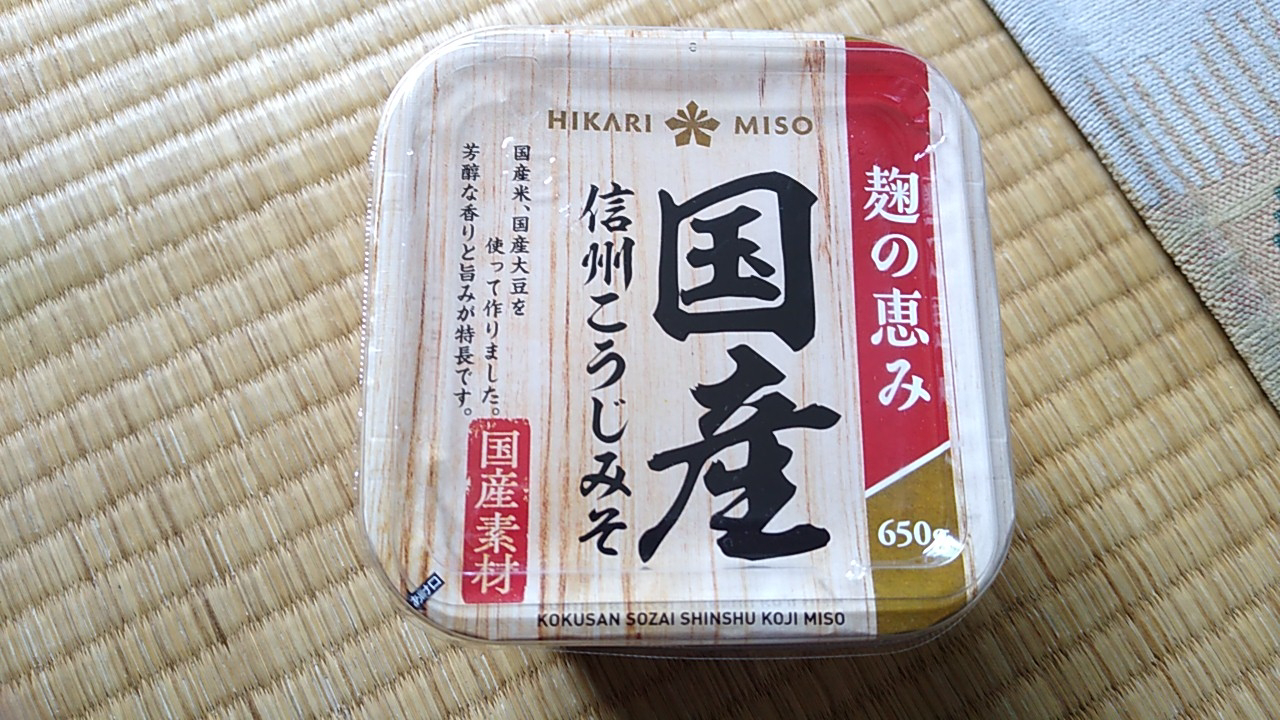 HIKARI MISO
麹の恵み
650g
国産
信州こうじみそ
国産米、国産大豆を
使って作りました。
芳醇な香りと旨みが特長です。
国産素材
KOKUSAN SOZAI SHINSHU KOJI MISO